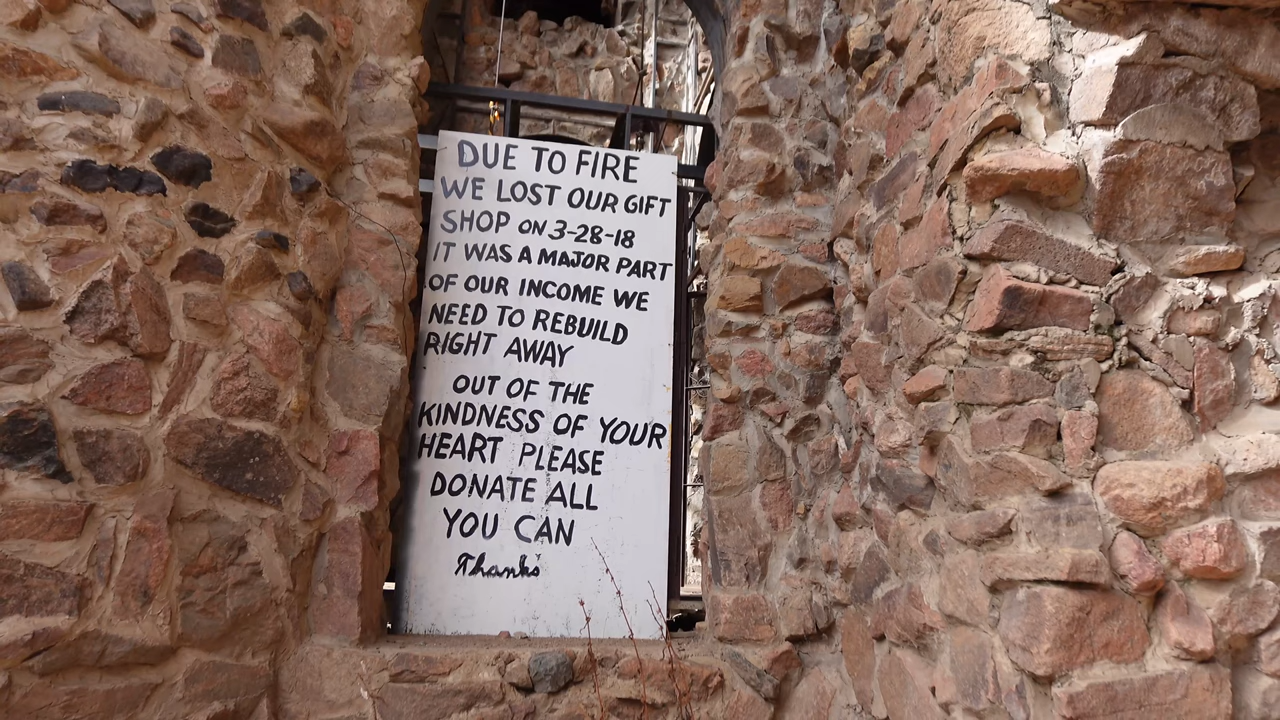 DUE TO FIRE
WE LOST OUR GIFT
SHOP ON 3-28-18
IT WAS A MAJOR PART
OF OUR INCOME WE
NEED TO REBUILD
RIGHT AWAY
OUT OF THE
KINDNESS OF YOUR
HEART PLEASE
DONATE ALL
YOU CAN
Thanks